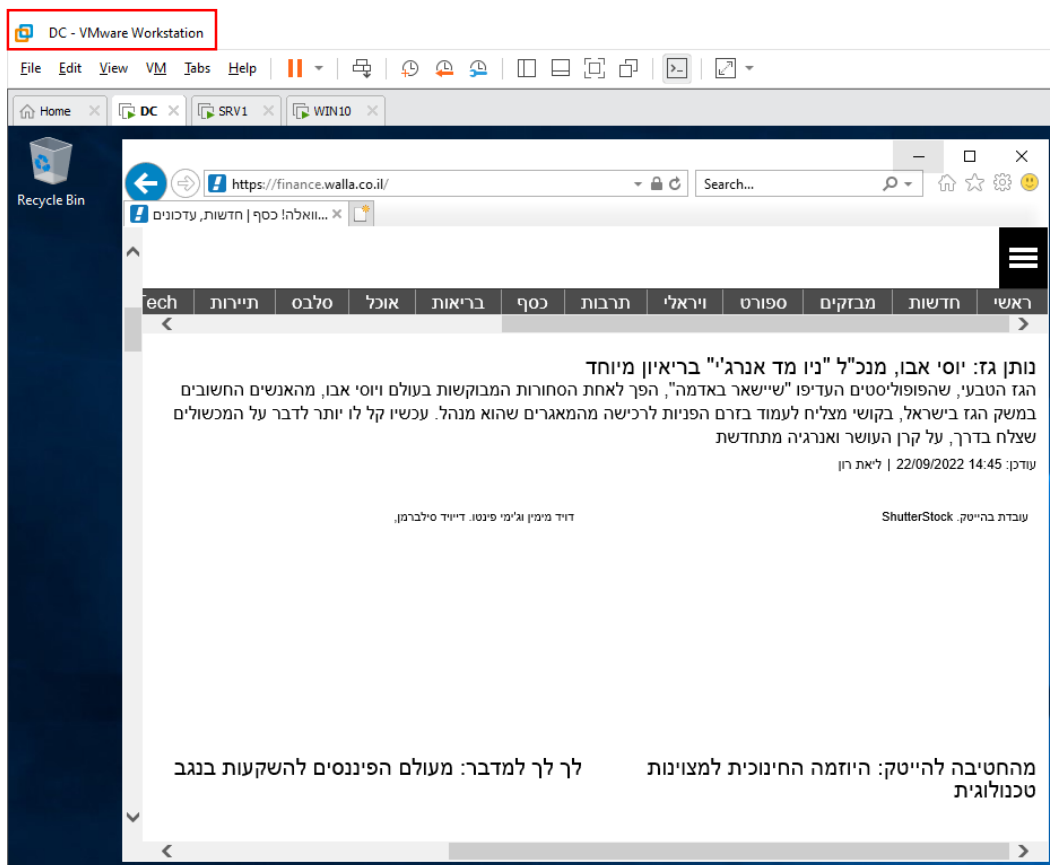 DC - VMware Workstation
File Edit View VM Tabs Help
Home DC SRV1 WIN10
Recycle Bin
https://finance.walla.co.il/ Search...
וואלה! כסף | חדשות, עדכונים...
ראשי חדשות מבזקים ספורט ויראלי תרבות כסף בריאות אוכל סלבס תיירות Tech
נותן גז: יוסי אבו, מנכ"ל "ניו מד אנרג'י" בריאיון מיוחד
הגז הטבעי, שהפופוליסטים העדיפו "שיישאר באדמה", הפך לאחת הסחורות המבוקשות בעולם ויוסי אבו, מהאנשים החשובים
במשק הגז בישראל, בקושי מצליח לעמוד בזרם הפניות לרכישה מהמאגרים שהוא מנהל. עכשיו קל לו יותר לדבר על המכשולים
שצלח בדרך, על קרן העושר ואנרגיה מתחדשת
עודכן: 14:45 22/09/2022 | ליאת רון
עובדת בהייטק. ShutterStock
דויד מימין וג'ימי פינטו. דייויד סילברמן,
מהחטיבה להייטק: היוזמה החינוכית למצוינות
טכנולוגית
לך לך למדבר: מעולם הפיננסים להשקעות בנגב